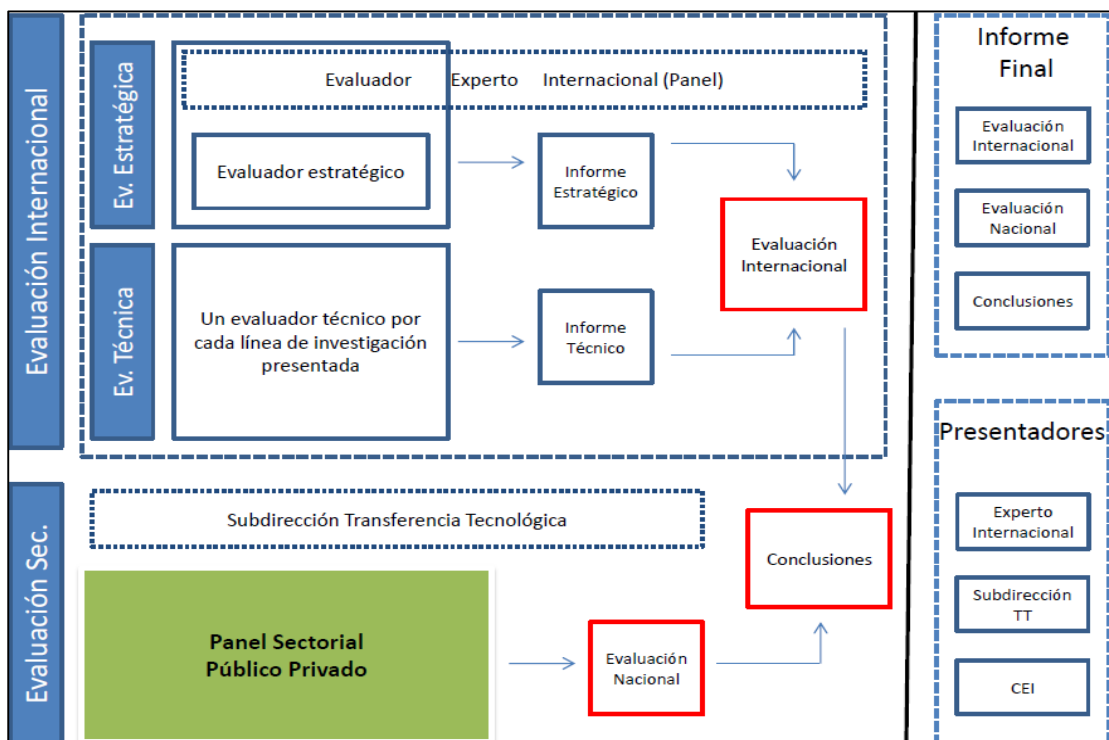 Evaluación Internacional
Ev. Estratégica
Evaluador Experto Internacional (Panel)
Evaluador estratégico
Informe
Estratégico
Ev. Técnica
Un evaluador técnico por
cada línea de investigación
presentada
Informe
Técnico
Evaluación
Internacional
Evaluación Sec.
Subdirección Transferencia Tecnológica
Panel Sectorial
Público Privado
Evaluación
Nacional
Conclusiones
Informe
Final
Evaluación
Internacional
Evaluación
Nacional
Conclusiones
Presentadores
Experto
Internacional
Subdirección
TT
CEI